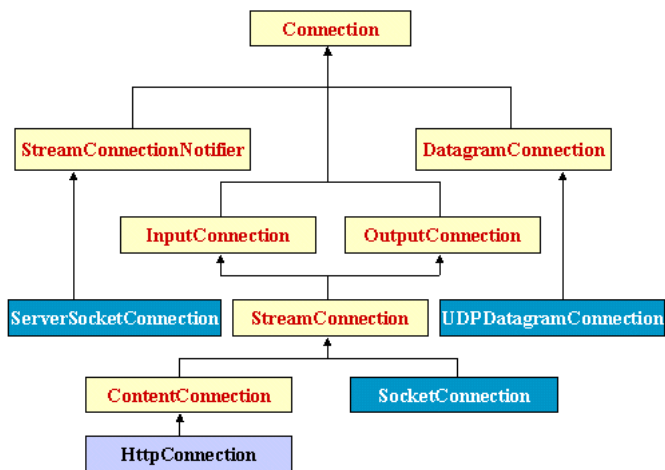 Connection
StreamConnectionNotifier
DatagramConnection
InputConnection
OutputConnection
ServerSocketConnection
StreamConnection
UDPDatagramConnection
ContentConnection
SocketConnection
HttpConnection